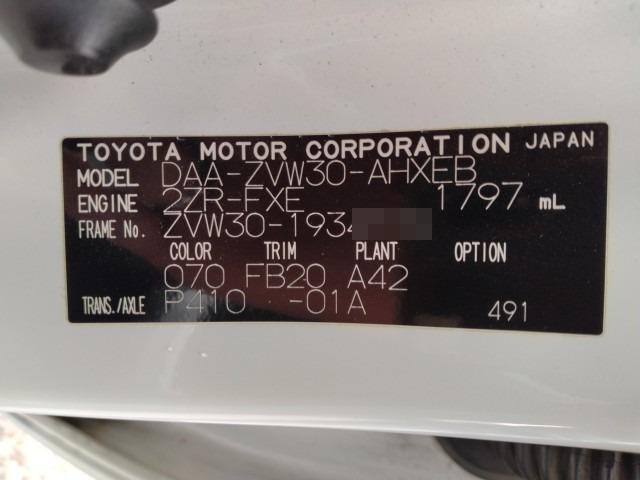 TOYOTA MOTOR CORPORATION JAPAN
MODEL DAA-ZVW30-AHXEB
ENGINE 2ZR-FXE 1797 mL
FRAME No. ZVW30-1934
COLOR TRIM PLANT OPTION
070 FB20 A42
TRANS./AXLE P410 -01A 491